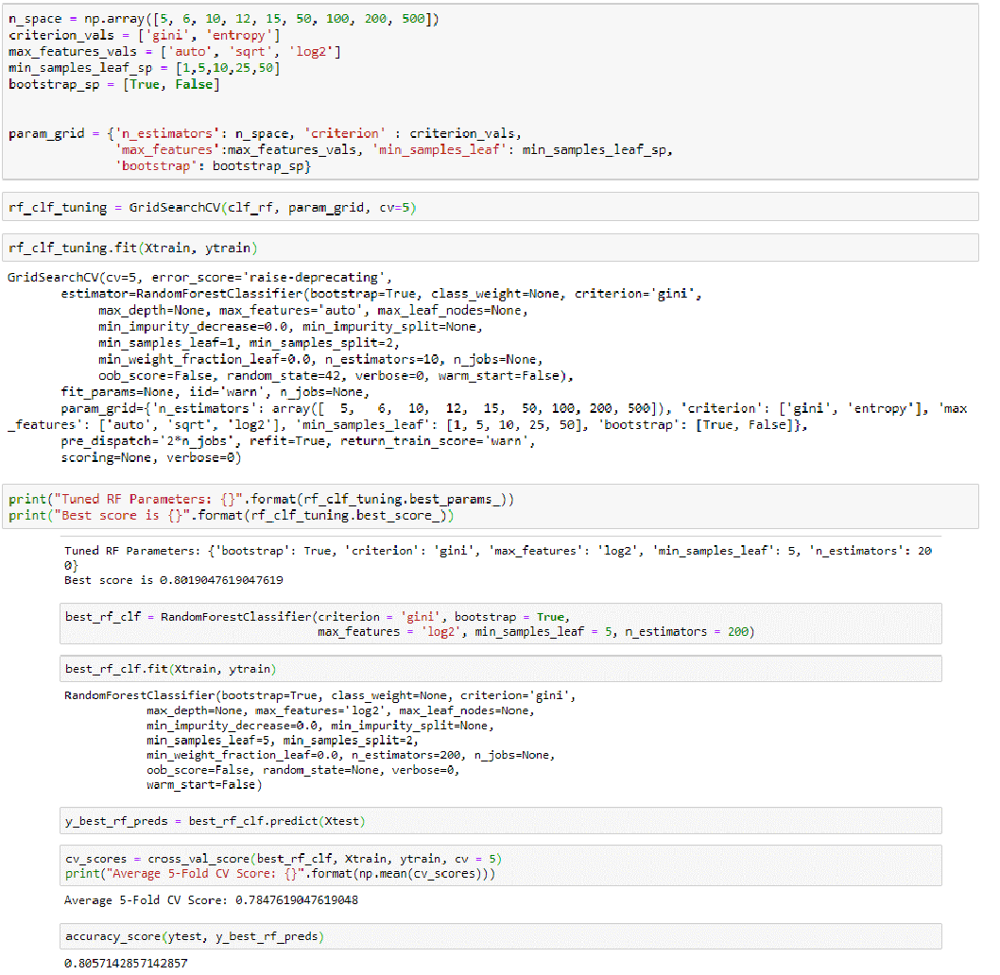 n_space = np.array([5, 6, 10, 12, 15, 50, 100, 200, 500])
criterion_vals = ['gini', 'entropy']
max_features_vals = ['auto', 'sqrt', 'log2']
min_samples_leaf_sp = [1,5,10,25,50]
bootstrap_sp = [True, False]
param_grid = {'n_estimators': n_space, 'criterion' : criterion_vals,
'max_features':max_features_vals, 'min_samples_leaf': min_samples_leaf_sp,
'bootstrap': bootstrap_sp}
rf_clf_tuning = GridSearchCV(clf_rf, param_grid, cv=5)
rf_clf_tuning.fit(Xtrain, ytrain)
GridSearchCV(cv=5, error_score='raise-deprecating',
estimator=RandomForestClassifier(bootstrap=True, class_weight=None, criterion='gini',
max_depth=None, max_features='auto', max_leaf_nodes=None,
min_impurity_decrease=0.0, min_impurity_split=None,
min_samples_leaf=1, min_samples_split=2,
min_weight_fraction_leaf=0.0, n_estimators=10, n_jobs=None,
oob_score=False, random_state=42, verbose=0, warm_start=False),
fit_params=None, iid='warn', n_jobs=None,
param_grid={'n_estimators': array([ 5, 6, 10, 12, 15, 50, 100, 200, 500]), 'criterion': ['gini', 'entropy'], 'max
_features': ['auto', 'sqrt', 'log2'], 'min_samples_leaf': [1, 5, 10, 25, 50], 'bootstrap': [True, False]},
pre_dispatch='2*n_jobs', refit=True, return_train_score='warn',
scoring=None, verbose=0)
print("Tuned RF Parameters: {}".format(rf_clf_tuning.best_params_))
print("Best score is {}".format(rf_clf_tuning.best_score_))
Tuned RF Parameters: {'bootstrap': True, 'criterion': 'gini', 'max_features': 'log2', 'min_samples_leaf': 5, 'n_estimators': 20
0}
Best score is 0.8019047619047619
best_rf_clf = RandomForestClassifier(criterion = 'gini', bootstrap = True,
max_features = 'log2', min_samples_leaf = 5, n_estimators = 200)
best_rf_clf.fit(Xtrain, ytrain)
RandomForestClassifier(bootstrap=True, class_weight=None, criterion='gini',
max_depth=None, max_features='log2', max_leaf_nodes=None,
min_impurity_decrease=0.0, min_impurity_split=None,
min_samples_leaf=5, min_samples_split=2,
min_weight_fraction_leaf=0.0, n_estimators=200, n_jobs=None,
oob_score=False, random_state=None, verbose=0,
warm_start=False)
y_best_rf_preds = best_rf_clf.predict(Xtest)
cv_scores = cross_val_score(best_rf_clf, Xtrain, ytrain, cv = 5)
print("Average 5-Fold CV Score: {}".format(np.mean(cv_scores)))
Average 5-Fold CV Score: 0.7847619047619048
accuracy_score(ytest, y_best_rf_preds)
0.8057142857142857